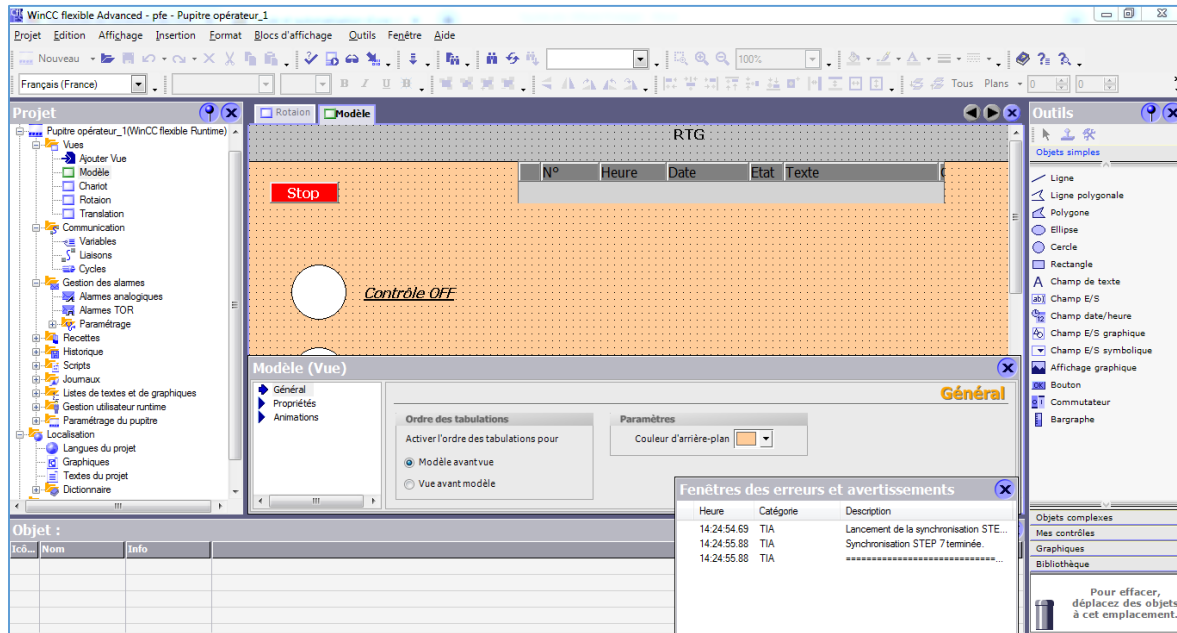 WinCC flexible Advanced - pfe - Pupitre opérateur_1
Projet Edition Affichage Insertion Format Blocs d'affichage Outils Fenêtre Aide
Nouveau 100%
Français (France) B I U B Tous Plans 0 0
Projet
Pupitre opérateur_1(WinCC flexible Runtime)
Vues
Ajouter Vue
Modèle
Chariot
Rotaion
Translation
Communication
Variables
Liaisons
Cycles
Gestion des alarmes
Alarmes analogiques
Alarmes TOR
Paramétrage
Recettes
Historique
Scripts
Journaux
Listes de textes et de graphiques
Gestion utilisateur runtime
Paramétrage du pupitre
Localisation
Langues du projet
Graphiques
Textes du projet
Dictionnaire
Rotaion Modèle
RTG
N° Heure Date Etat Texte
Stop
Contrôle OFF
Modèle (Vue)
Général
Propriétés
Animations
Général
Ordre des tabulations
Activer l'ordre des tabulations pour
Modèle avant vue
Vue avant modèle
Paramètres
Couleur d'arrière-plan
Fenêtres des erreurs et avertissements
Heure Catégorie Description
14:24:54.69 TIA Lancement de la synchronisation STE...
14:24:55.88 TIA Synchronisation STEP 7 terminée.
14:24:55.88 TIA =============================...
Objet :
Icô... Nom Info
Outils
Objets simples
Ligne
Ligne polygonale
Polygone
Ellipse
Cercle
Rectangle
A Champ de texte
Champ E/S
Champ date/heure
Champ E/S graphique
Champ E/S symbolique
Affichage graphique
OK Bouton
Commutateur
Bargraphe
Objets complexes
Mes contrôles
Graphiques
Bibliothèque
Pour effacer,
déplacez des objets
à cet emplacement.